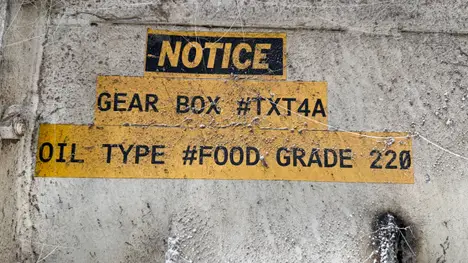 NOTICE
GEAR BOX #TXT4A
OIL TYPE #FOOD GRADE 220